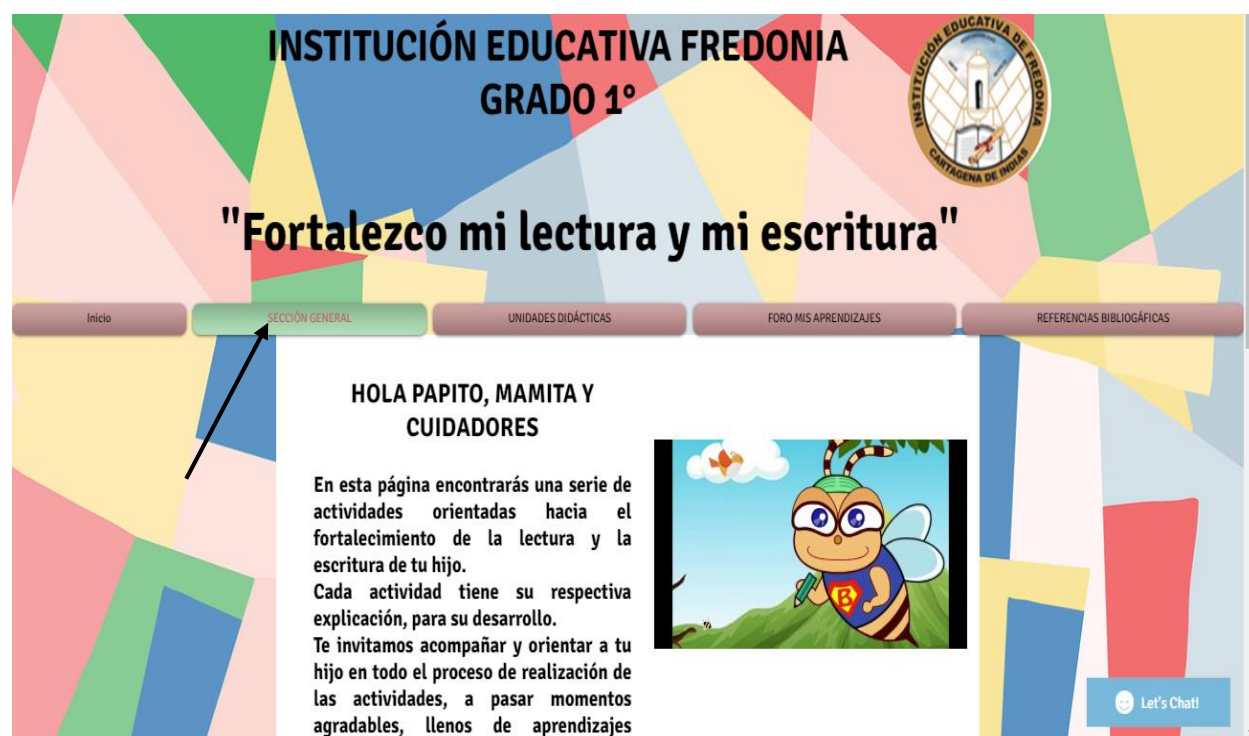 INSTITUCIÓN EDUCATIVA FREDONIA
GRADO 1°
INSTITUCIÓN EDUCATIVA DE FREDONIA
CARTAGENA DE INDIAS
"Fortalezco mi lectura y mi escritura"
Inicio
SECCIÓN GENERAL
UNIDADES DIDÁCTICAS
FORO MIS APRENDIZAJES
REFERENCIAS BIBLIOGÁFICAS
HOLA PAPITO, MAMITA Y
CUIDADORES
En esta página encontrarás una serie de
actividades orientadas hacia el
fortalecimiento de la lectura y la
escritura de tu hijo.
Cada actividad tiene su respectiva
explicación, para su desarrollo.
Te invitamos acompañar y orientar a tu
hijo en todo el proceso de realización de
las actividades, a pasar momentos
agradables, llenos de aprendizajes
B
Let's Chat!